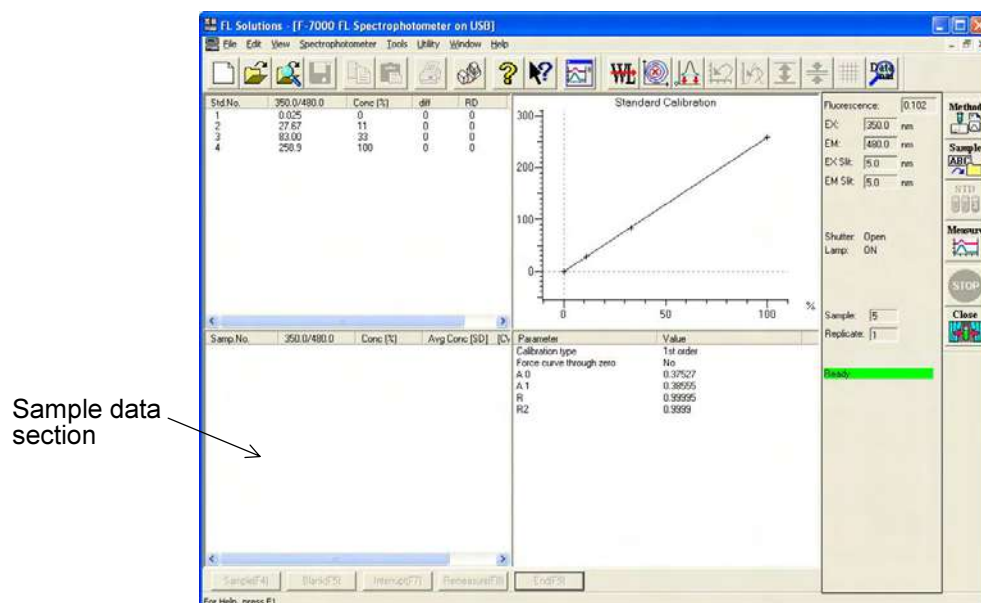 FL Solutions - [F-7000 FL Spectrophotometer on USB]
File Edit View Spectrophotometer Tools Utility Window Help
WL
Data
Std.No. 350.0/480.0 Conc (%) diff RD
1 0.025 0 0 0
2 27.67 11 0 0
3 83.00 33 0 0
4 258.9 100 0 0
Standard Calibration
300
200
100
0
0 50 100 %
Fluorescence: 0.102
EX: 350.0 nm
EM: 480.0 nm
EX Slit: 5.0 nm
EM Slit: 5.0 nm
Shutter: Open
Lamp: ON
Sample: 5
Replicate: 1
Ready
Method
Sample
ABC
STD
Measure
STOP
Close
Samp.No. 350.0/480.0 Conc (%) Avg Conc [SD] [CV
Parameter Value
Calibration type 1st order
Force curve through zero No
A 0 0.37527
A 1 0.38555
R 0.99995
R2 0.9999
Sample data
section
Sample(F4) Blank(F5) Interrupt(F7) Remeasure(F8) End(F9)
For Help, press F1